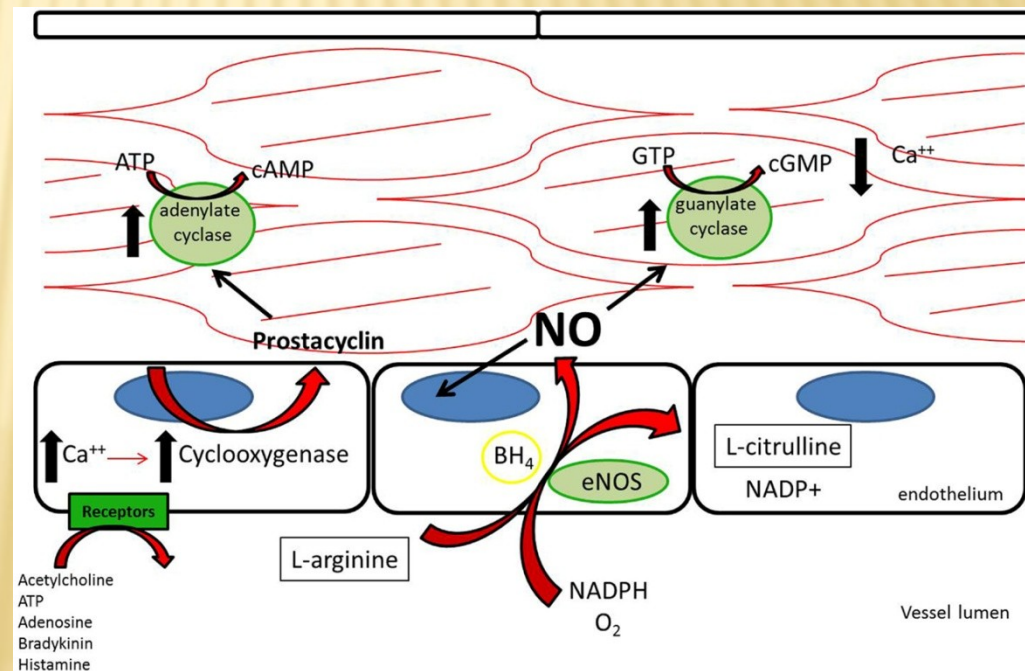 ATP
cAMP
adenylate
cyclase
GTP
cGMP
Ca++
guanylate
cyclase
Prostacyclin
NO
Ca++
Cyclooxygenase
Receptors
BH4
eNOS
L-citrulline
NADP+
endothelium
L-arginine
NADPH
O2
Vessel lumen
Acetylcholine
ATP
Adenosine
Bradykinin
Histamine